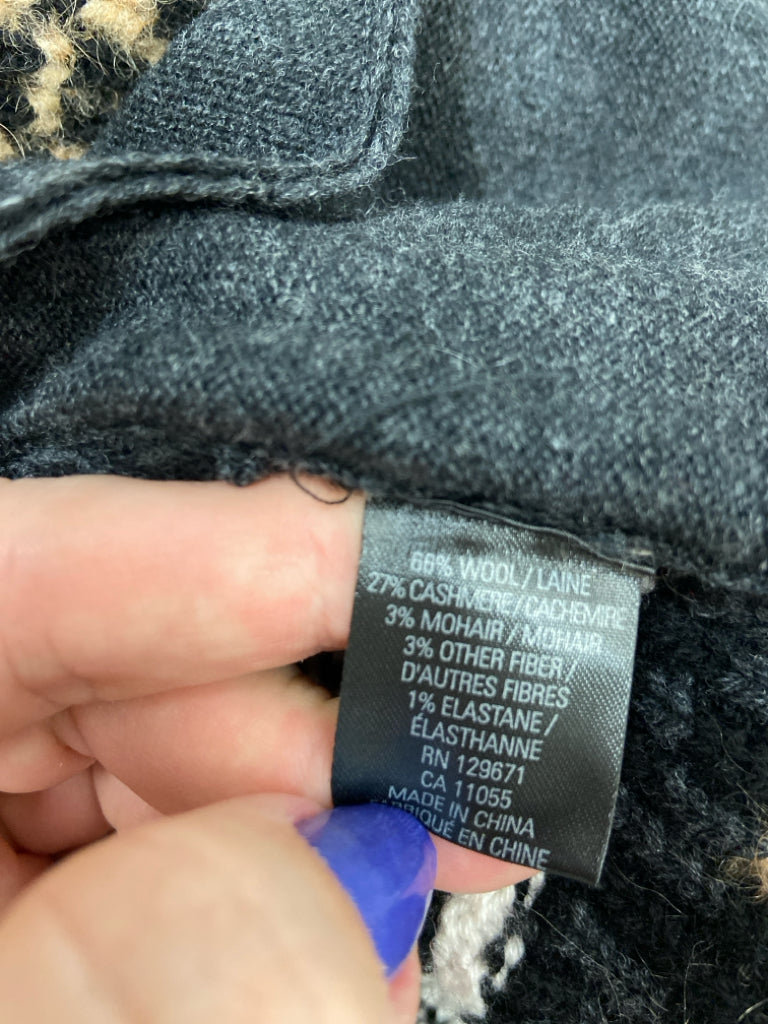 66% WOOL/LAINE
27% CASHMERE/CACHEMIRE
3% MOHAIR/MOHAIR
3% OTHER FIBER/
D'AUTRES FIBRES
1% ELASTANE/
ÉLASTHANNE
RN 129671
CA 11055
MADE IN CHINA
FABRIQUÉ EN CHINE